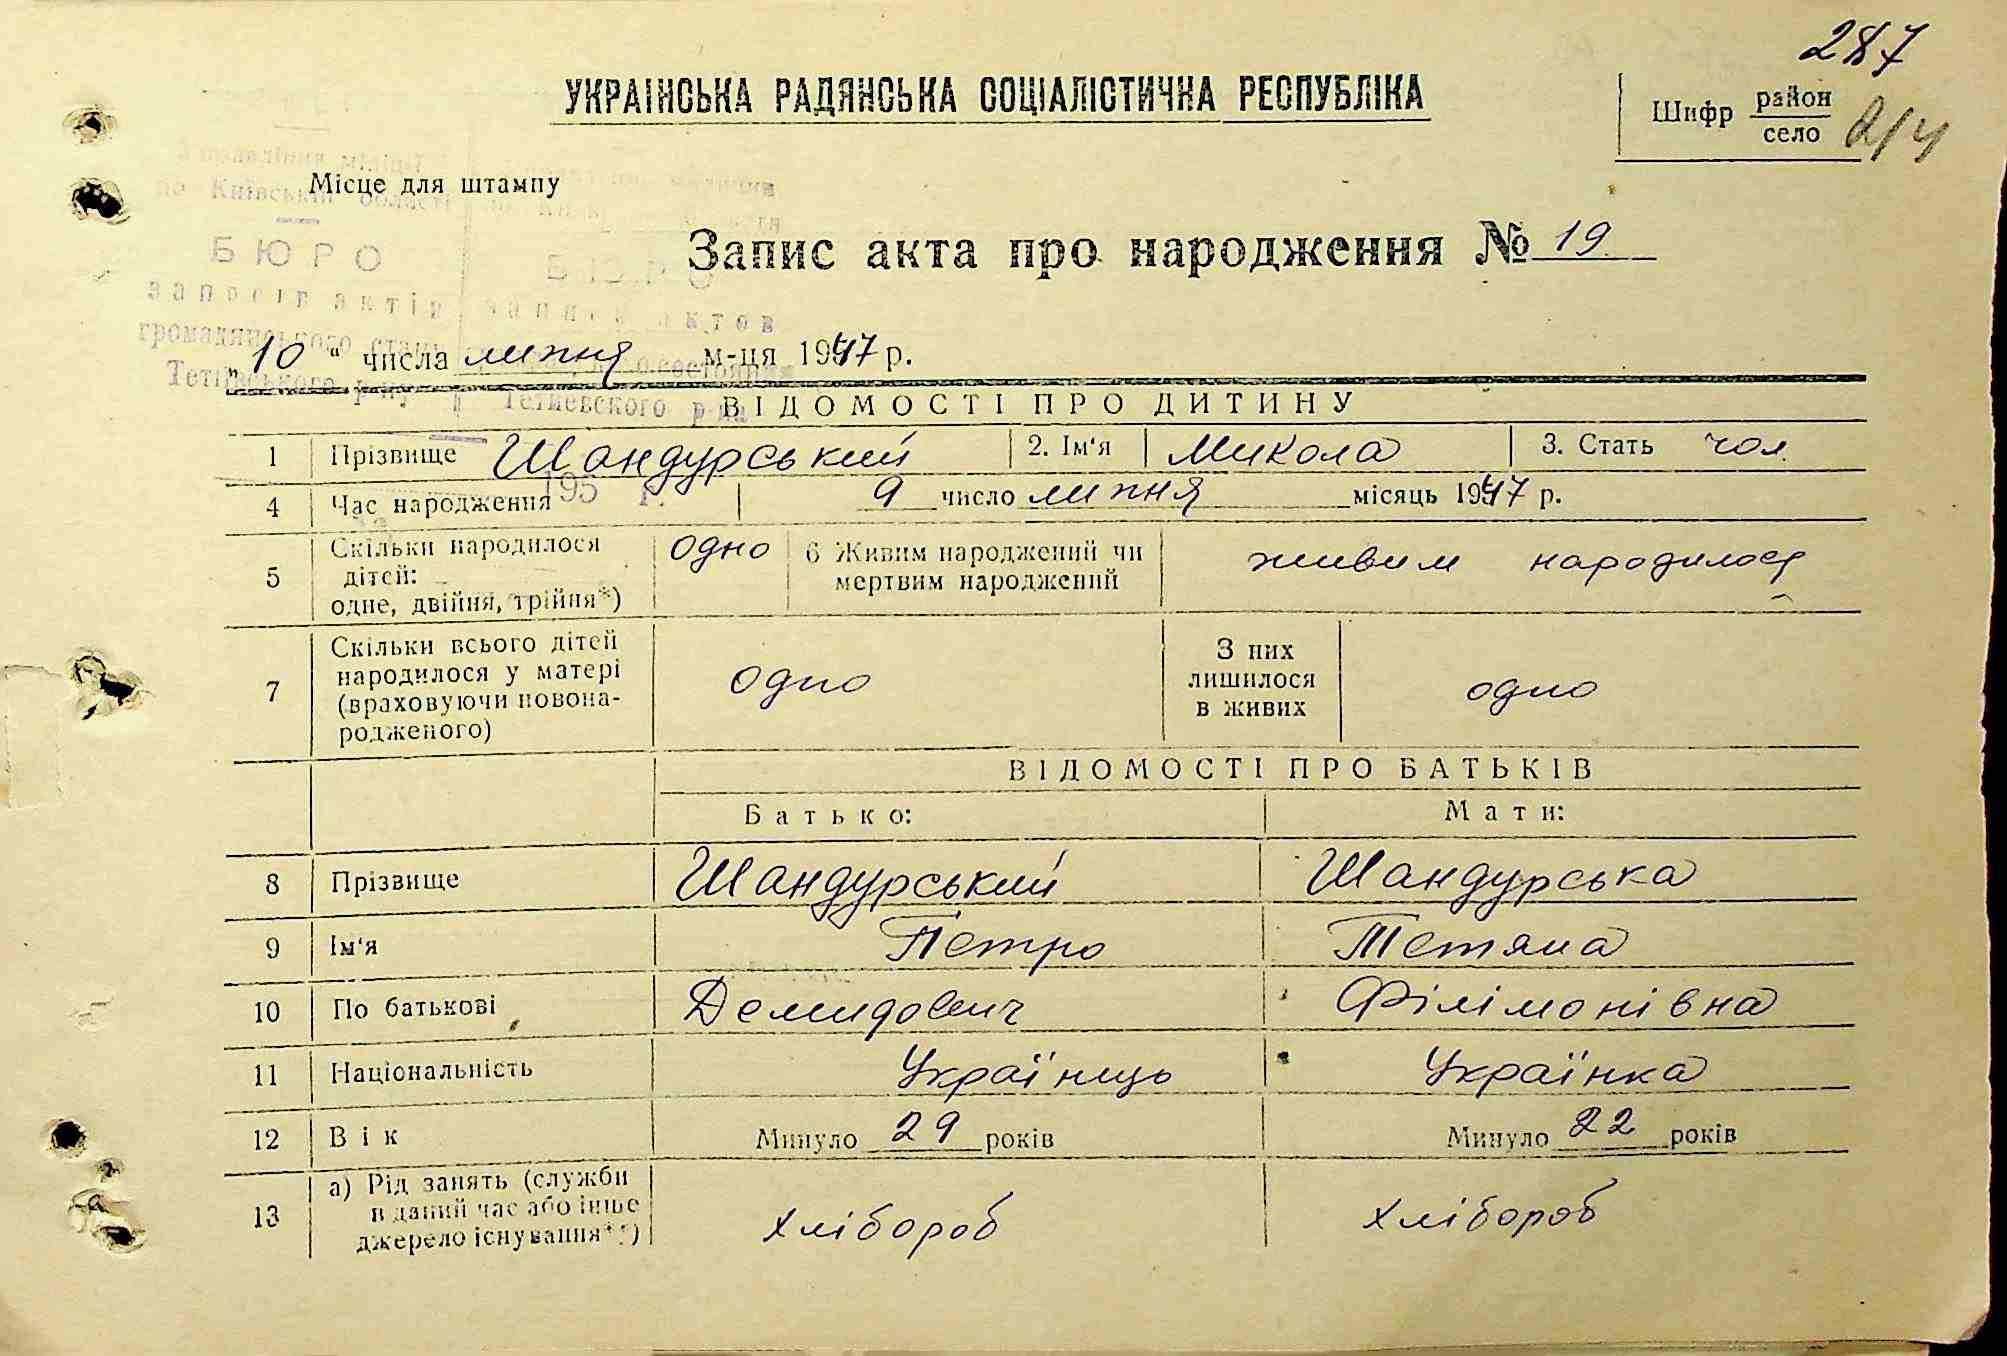 287
УКРАЇНСЬКА РАДЯНСЬКА СОЦІАЛІСТИЧНА РЕСПУБЛІКА
Шифр район
село
2/4
Місце для штампу
по Київській області
БЮРО
записів актів
громадянського стану
Тетіївського р-ну
БЮРО
записи актов
Тетиевского р-на
195 г.
Запис акта про народження № 19
„10“ числа липня м-ця 1947 р.
ВІДОМОСТІ ПРО ДИТИНУ
1 Прізвище Шандурський 2. Ім'я Микола 3. Стать чол.
4 Час народження 9 число липня місяць 1947 р.
5 Скільки народилося дітей: одне, двійня, трійня*) одно 6 Живим народжений чи мертвим народжений живим народилося
7 Скільки всього дітей народилося у матері (враховуючи новонародженого) одно З них лишилося в живих одно
ВІДОМОСТІ ПРО БАТЬКІВ
Батько: Мати:
8 Прізвище Шандурський Шандурська
9 Ім'я Петро Тетяна
10 По батькові Демидович Філімонівна
11 Національність Українець Українка
12 Вік Минуло 29 років Минуло 22 років
13 а) Рід занять (служби в даний час або інше джерело існування**) хлібороб хлібороб